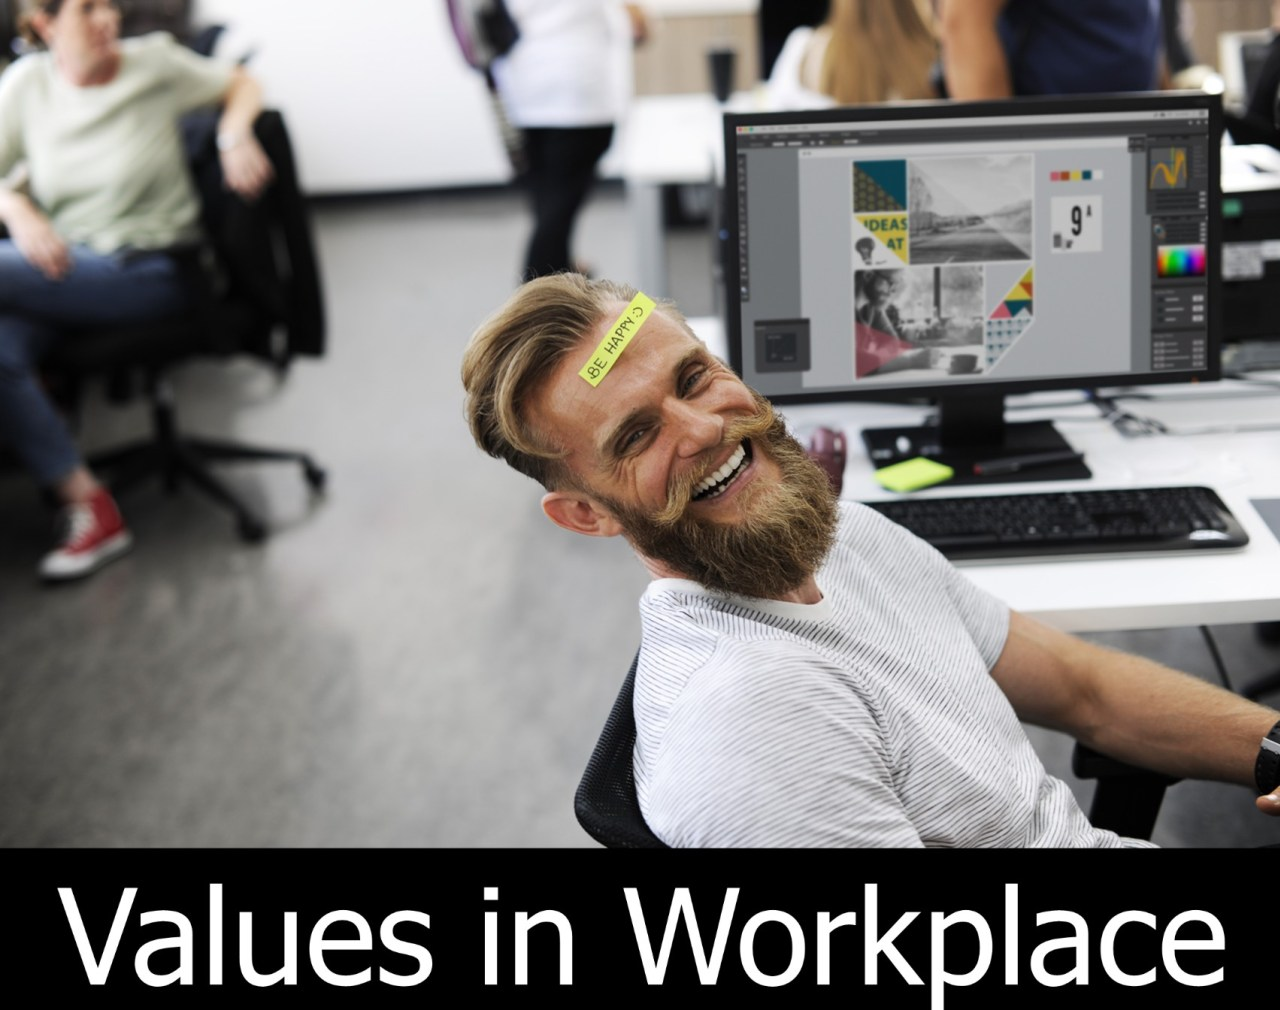 BE HAPPY :)
IDEAS
AT
9 A
Values in Workplace